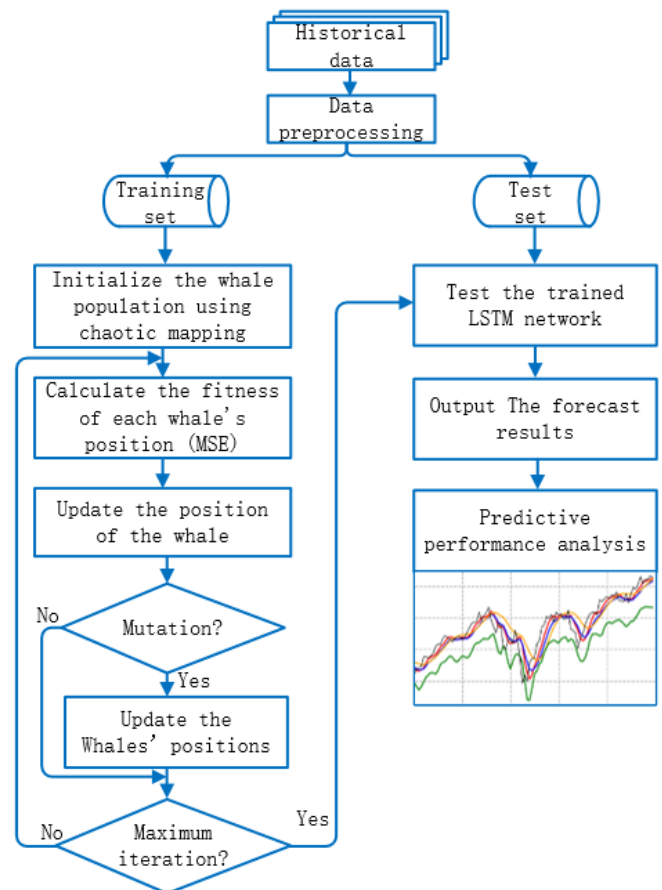 Historical
data
Data
preprocessing
Training
set
Test
set
Initialize the whale
population using
chaotic mapping
Test the trained
LSTM network
Calculate the fitness
of each whale's
position (MSE)
Output The forecast
results
Update the position
of the whale
Predictive
performance analysis
No
Mutation?
Yes
Update the
Whales' positions
No
Maximum
iteration?
Yes